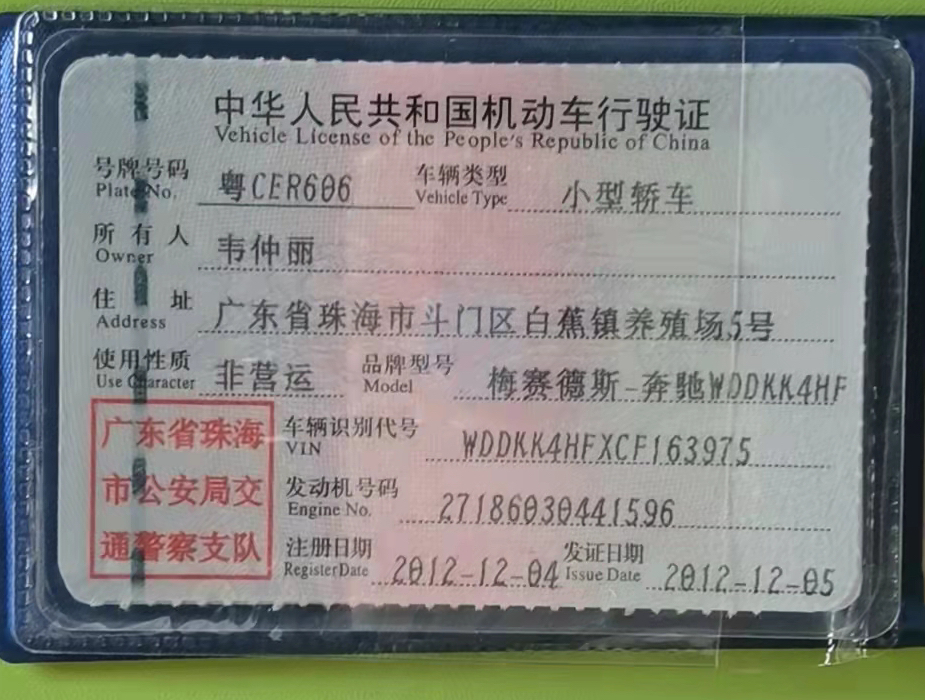 中华人民共和国机动车行驶证
Vehicle License of the People's Republic of China
号牌号码 粤CER606 车辆类型 小型轿车
Plate No. Vehicle Type
所有人 韦仲丽
Owner
住址 广东省珠海市斗门区白蕉镇养殖场5号
Address
使用性质 非营运 品牌型号 梅赛德斯-奔驰WDDKK4HF
Use Character Model
广东省珠海
市公安局交
通警察支队
车辆识别代号 WDDKK4HFXCF163975
VIN
发动机号码 27186030441596
Engine No.
注册日期 2012-12-04 发证日期 2012-12-05
Register Date Issue Date